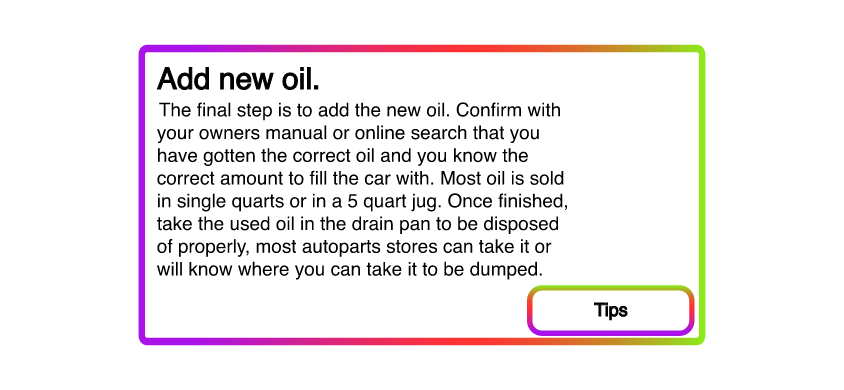 Add new oil.
The final step is to add the new oil. Confirm with
your owners manual or online search that you
have gotten the correct oil and you know the
correct amount to fill the car with. Most oil is sold
in single quarts or in a 5 quart jug. Once finished,
take the used oil in the drain pan to be disposed
of properly, most autoparts stores can take it or
will know where you can take it to be dumped.
Tips